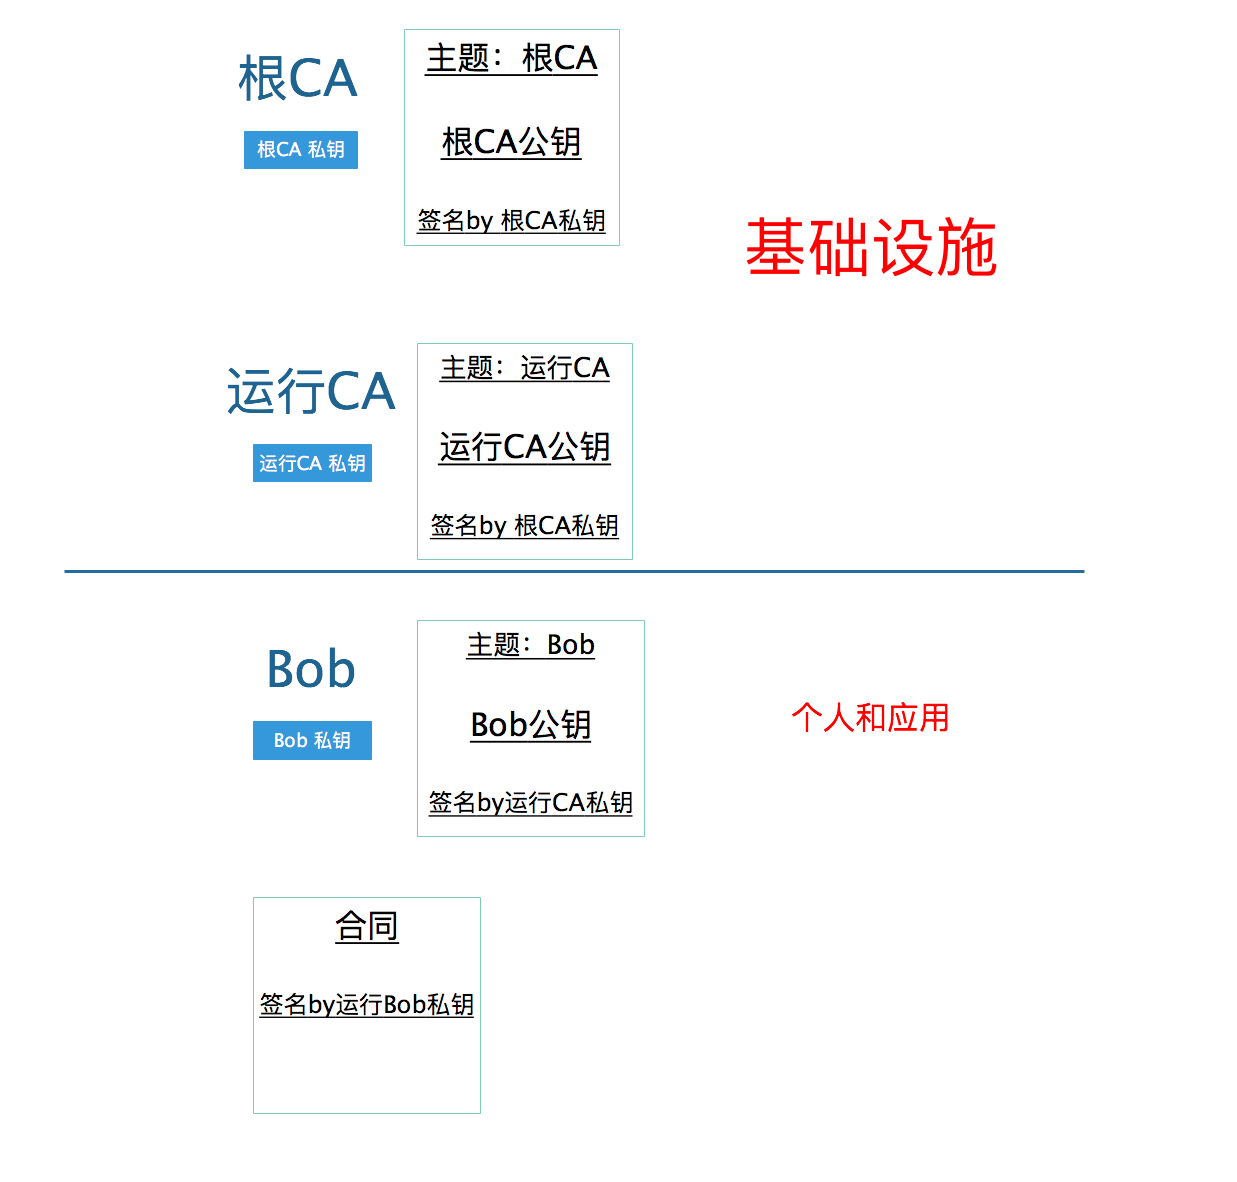 根CA
根CA 私钥
主题：根CA
根CA公钥
签名by 根CA私钥
基础设施
运行CA
运行CA 私钥
主题：运行CA
运行CA公钥
签名by 根CA私钥
Bob
Bob 私钥
主题：Bob
Bob公钥
签名by运行CA私钥
个人和应用
合同
签名by运行Bob私钥